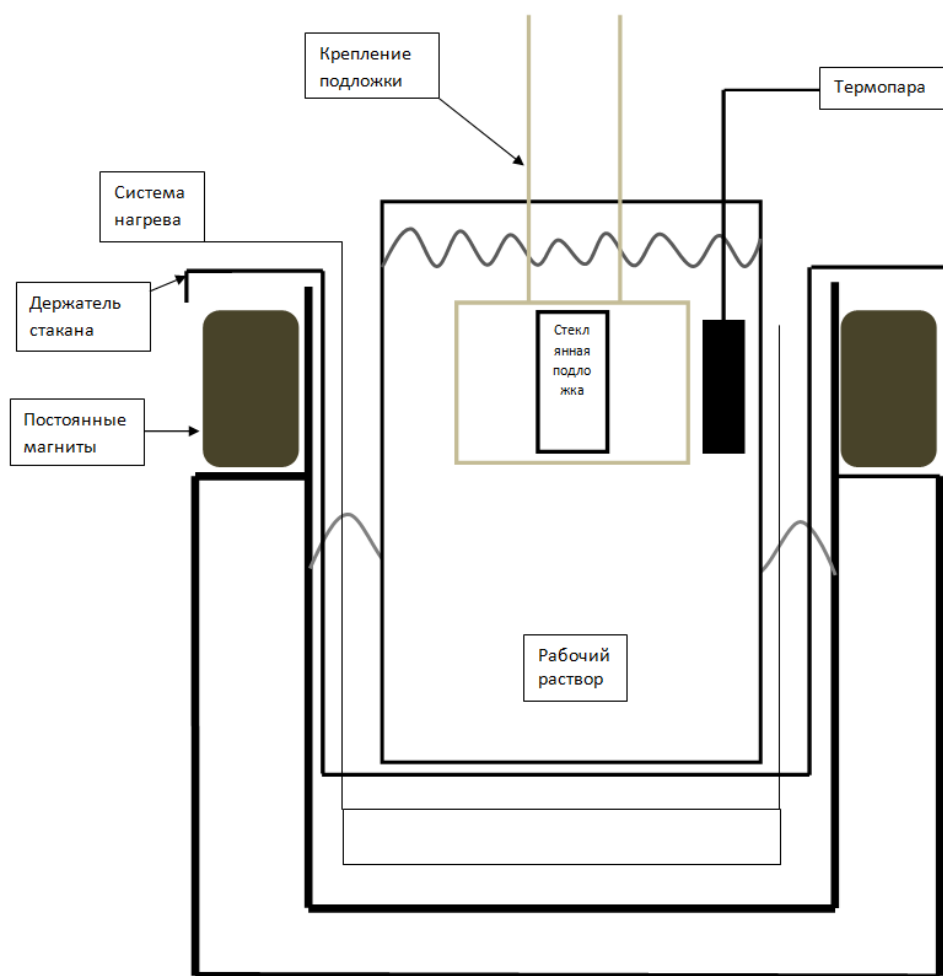 Крепление
подложки
Термопара
Система
нагрева
Держатель
стакана
Стекл
янная
подло
жка
Постоянные
магниты
Рабочий
раствор